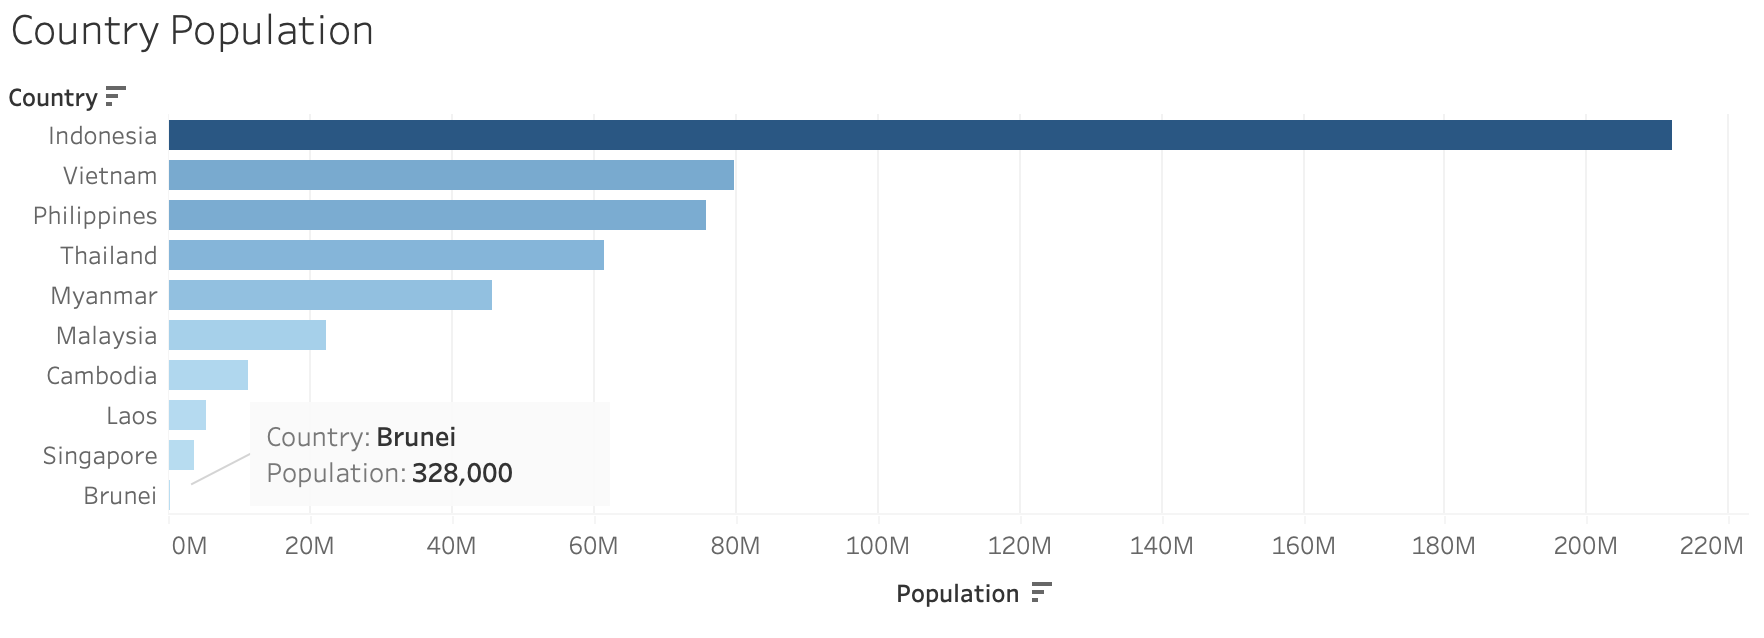 Country Population
Country
Indonesia
Vietnam
Philippines
Thailand
Myanmar
Malaysia
Cambodia
Laos
Singapore
Brunei
Country: Brunei
Population: 328,000
0M 20M 40M 60M 80M 100M 120M 140M 160M 180M 200M 220M
Population